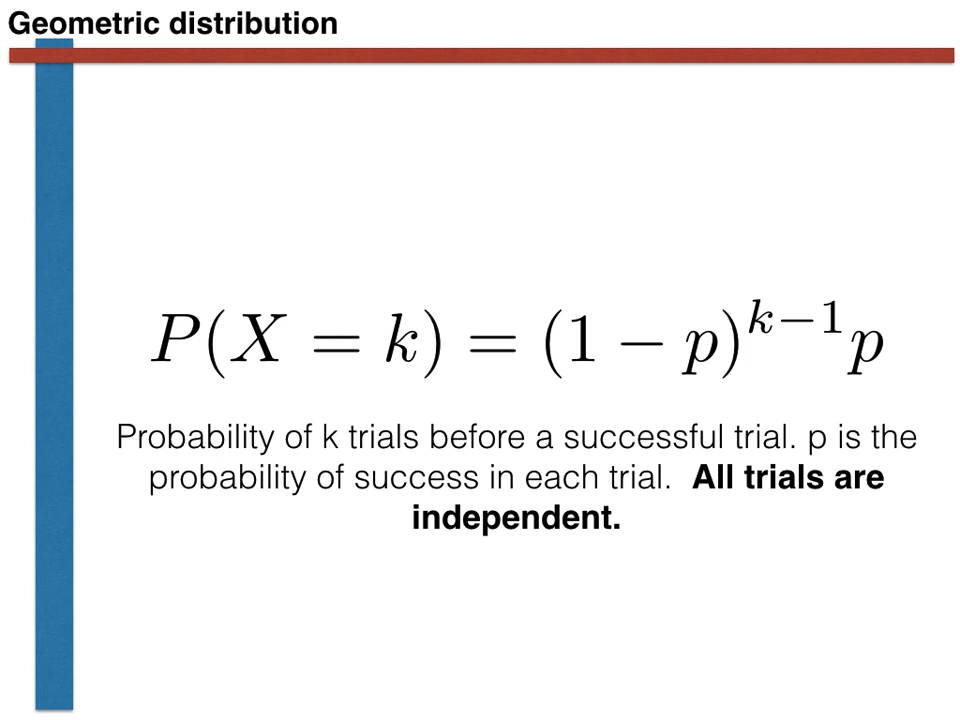 Geometric distribution
P(X = k) = (1 − p)^{k−1}p
Probability of k trials before a successful trial. p is the
probability of success in each trial.  All trials are
independent.